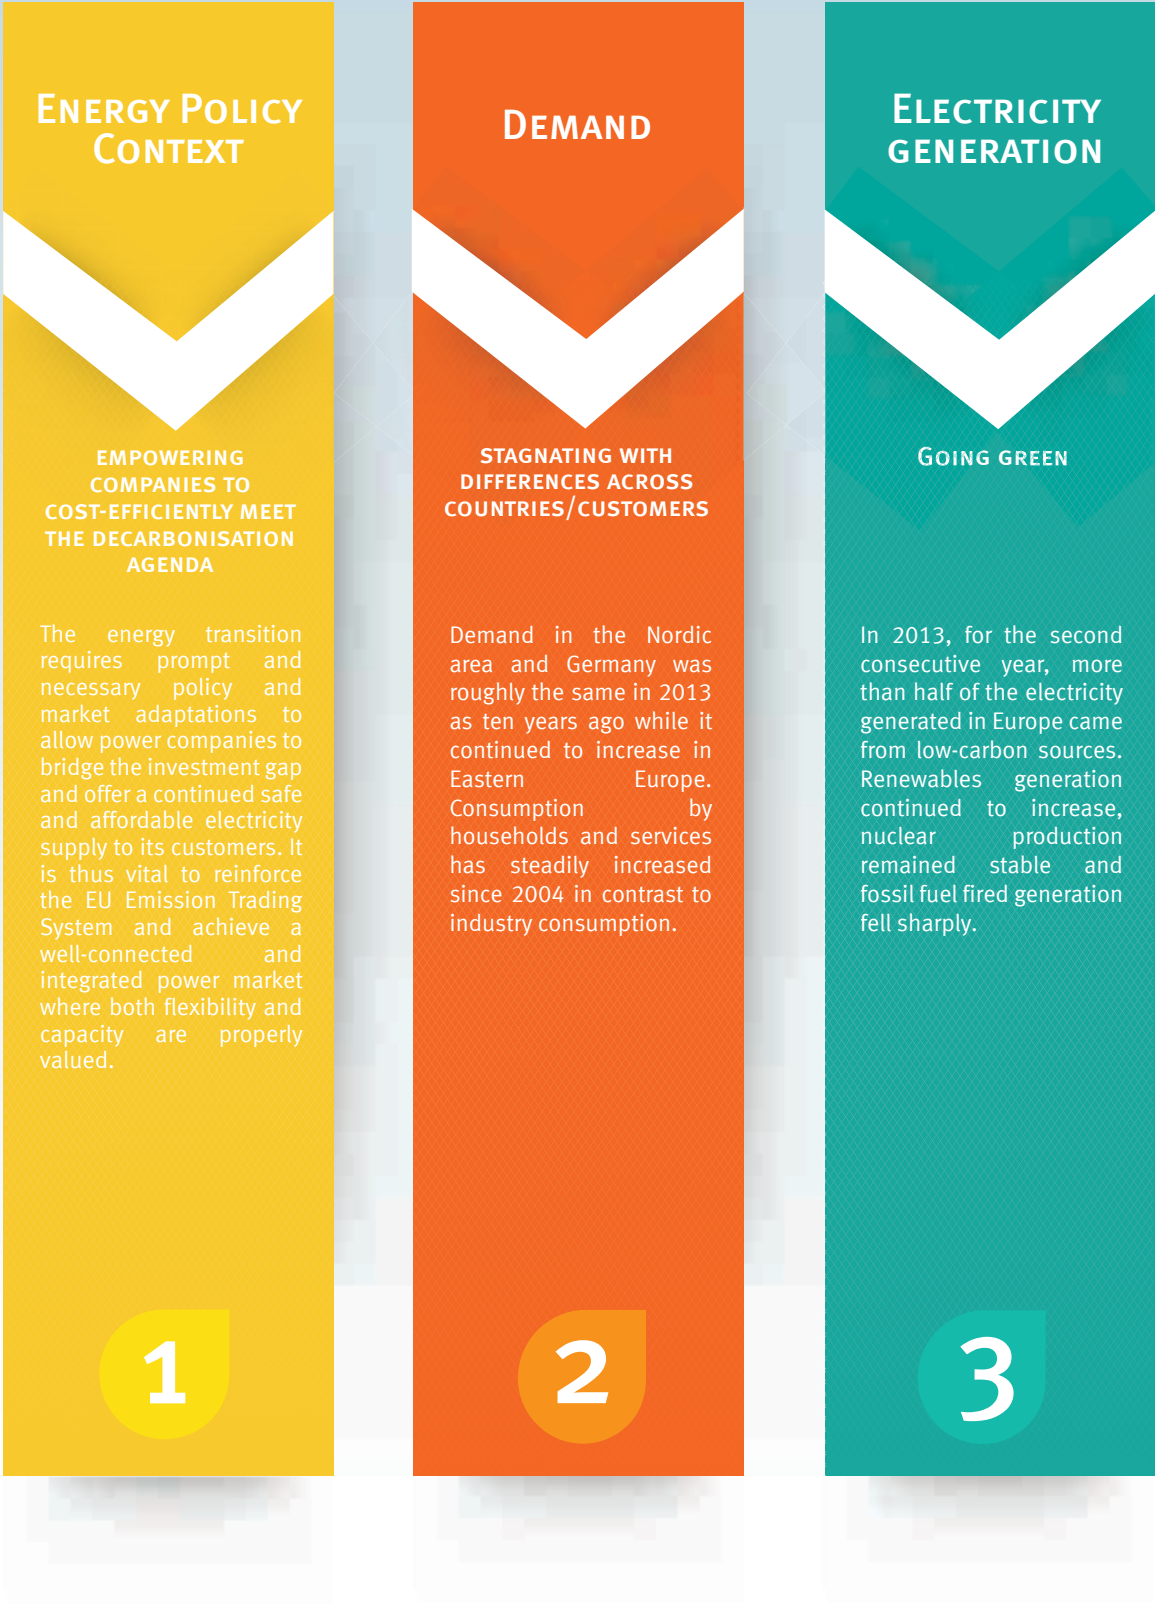 Energy Policy
Context
empowering
companies to
cost-efficiently meet
the decarbonisation
agenda
The energy transition
requires prompt and
necessary policy and
market adaptations to
allow power companies to
bridge the investment gap
and offer a continued safe
and affordable electricity
supply to its customers. It
is thus vital to reinforce
the EU Emission Trading
System and achieve a
well-connected and
integrated power market
where both flexibility and
capacity are properly
valued.
1
Demand
stagnating with
differences across
countries/customers
Demand in the Nordic
area and Germany was
roughly the same in 2013
as ten years ago while it
continued to increase in
Eastern Europe.
Consumption by
households and services
has steadily increased
since 2004 in contrast to
industry consumption.
2
Electricity
generation
Going green
In 2013, for the second
consecutive year, more
than half of the electricity
generated in Europe came
from low-carbon sources.
Renewables generation
continued to increase,
nuclear production
remained stable and
fossil fuel fired generation
fell sharply.
3